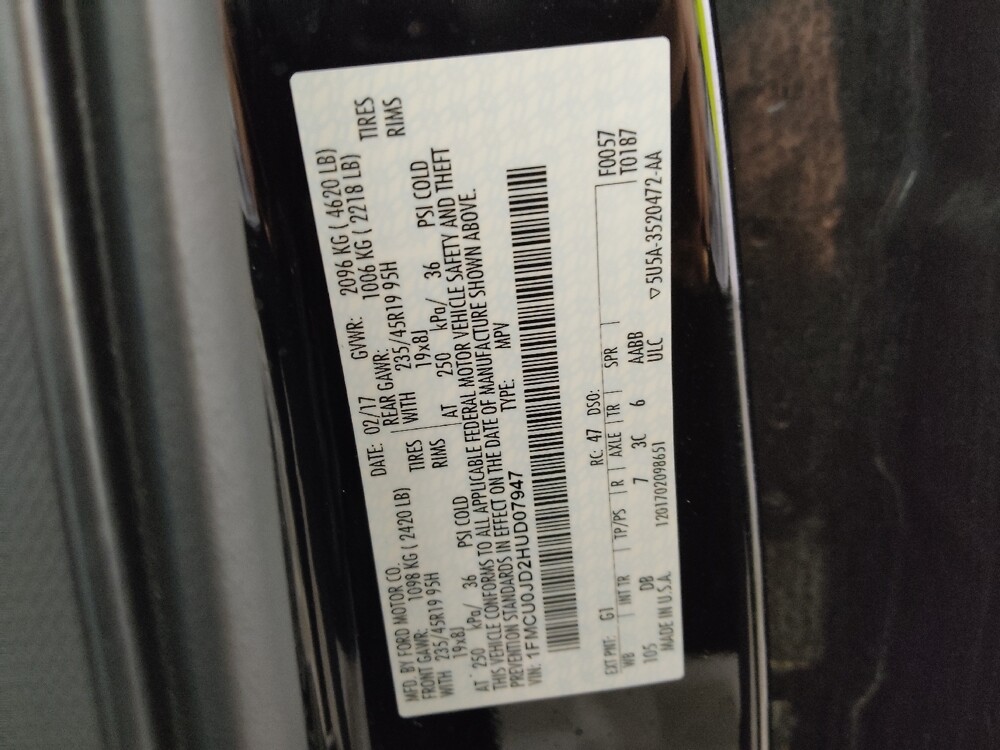 MFD. BY FORD MOTOR CO.
DATE: 02/17 GVWR: 2096 KG ( 4620 LB)
FRONT GAWR: 1098 KG ( 2420 LB) REAR GAWR: 1006 KG ( 2218 LB)
WITH 235/45R19 95H TIRES WITH 235/45R19 95H TIRES
19x8J RIMS 19x8J RIMS
AT 250 kPa/ 36 PSI COLD AT 250 kPa/ 36 PSI COLD
THIS VEHICLE CONFORMS TO ALL APPLICABLE FEDERAL MOTOR VEHICLE SAFETY AND THEFT
PREVENTION STANDARDS IN EFFECT ON THE DATE OF MANUFACTURE SHOWN ABOVE.
VIN: 1FMCU0JD2HUD07947 TYPE: MPV
F0057
EXT PNT: G1 RC: 47 DSO: T0187
WB INT TR TP/PS R AXLE TR SPR
105 DB 7 3C 6 AABB
MADE IN U.S.A. 1201702098651 ULC ▽5U5A-3520472-AA